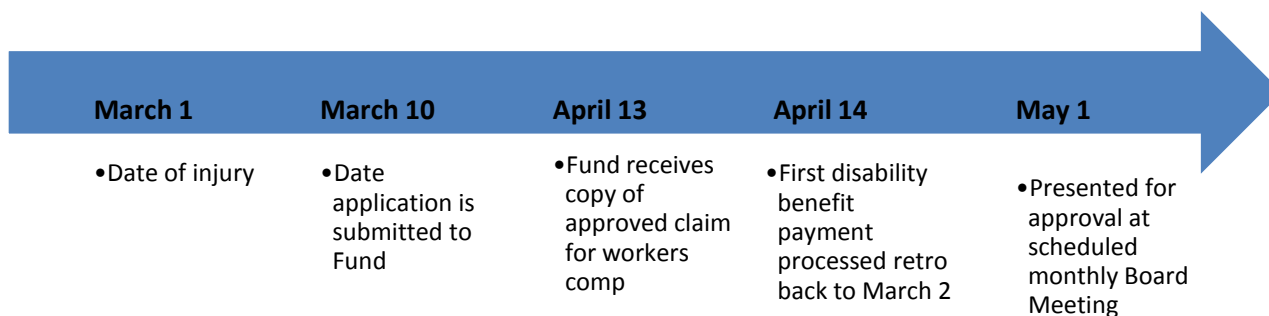 March 1
•Date of injury
March 10
•Date
application is
submitted to
Fund
April 13
•Fund receives
copy of
approved claim
for workers
comp
April 14
•First disability
benefit
payment
processed retro
back to March 2
May 1
•Presented for
approval at
scheduled
monthly Board
Meeting